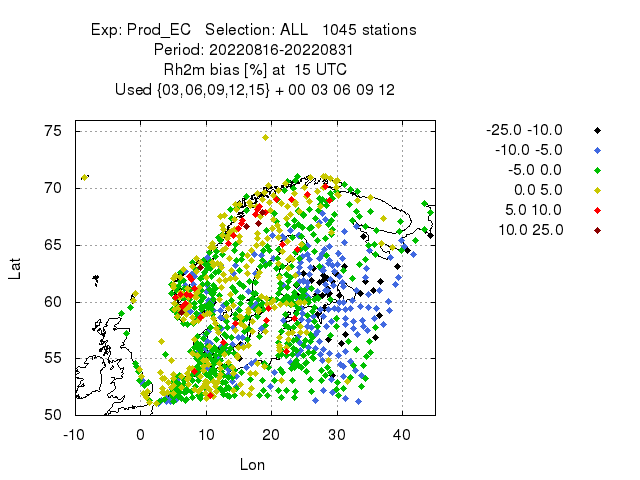 Exp: Prod_EC   Selection: ALL   1045 stations
Period: 20220816-20220831
Rh2m bias [%] at  15 UTC
Used {03,06,09,12,15} + 00 03 06 09 12
-25.0 -10.0
-10.0 -5.0
-5.0 0.0
0.0 5.0
5.0 10.0
10.0 25.0
75
70
65
60
55
50
Lat
-10 0 10 20 30 40
Lon